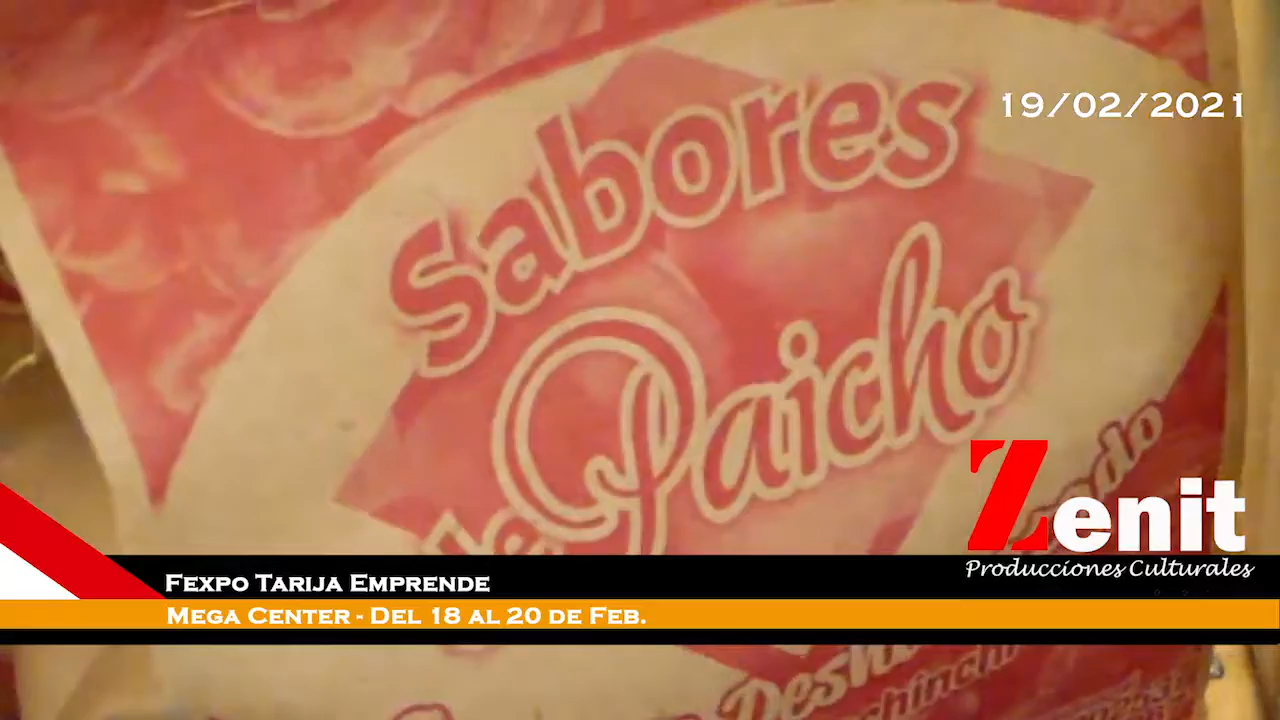 Sabores
19/02/2021
de Paicho
Zenit
Producciones Culturales
Fexpo Tarija Emprende
Mega Center - Del 18 al 20 de Feb.